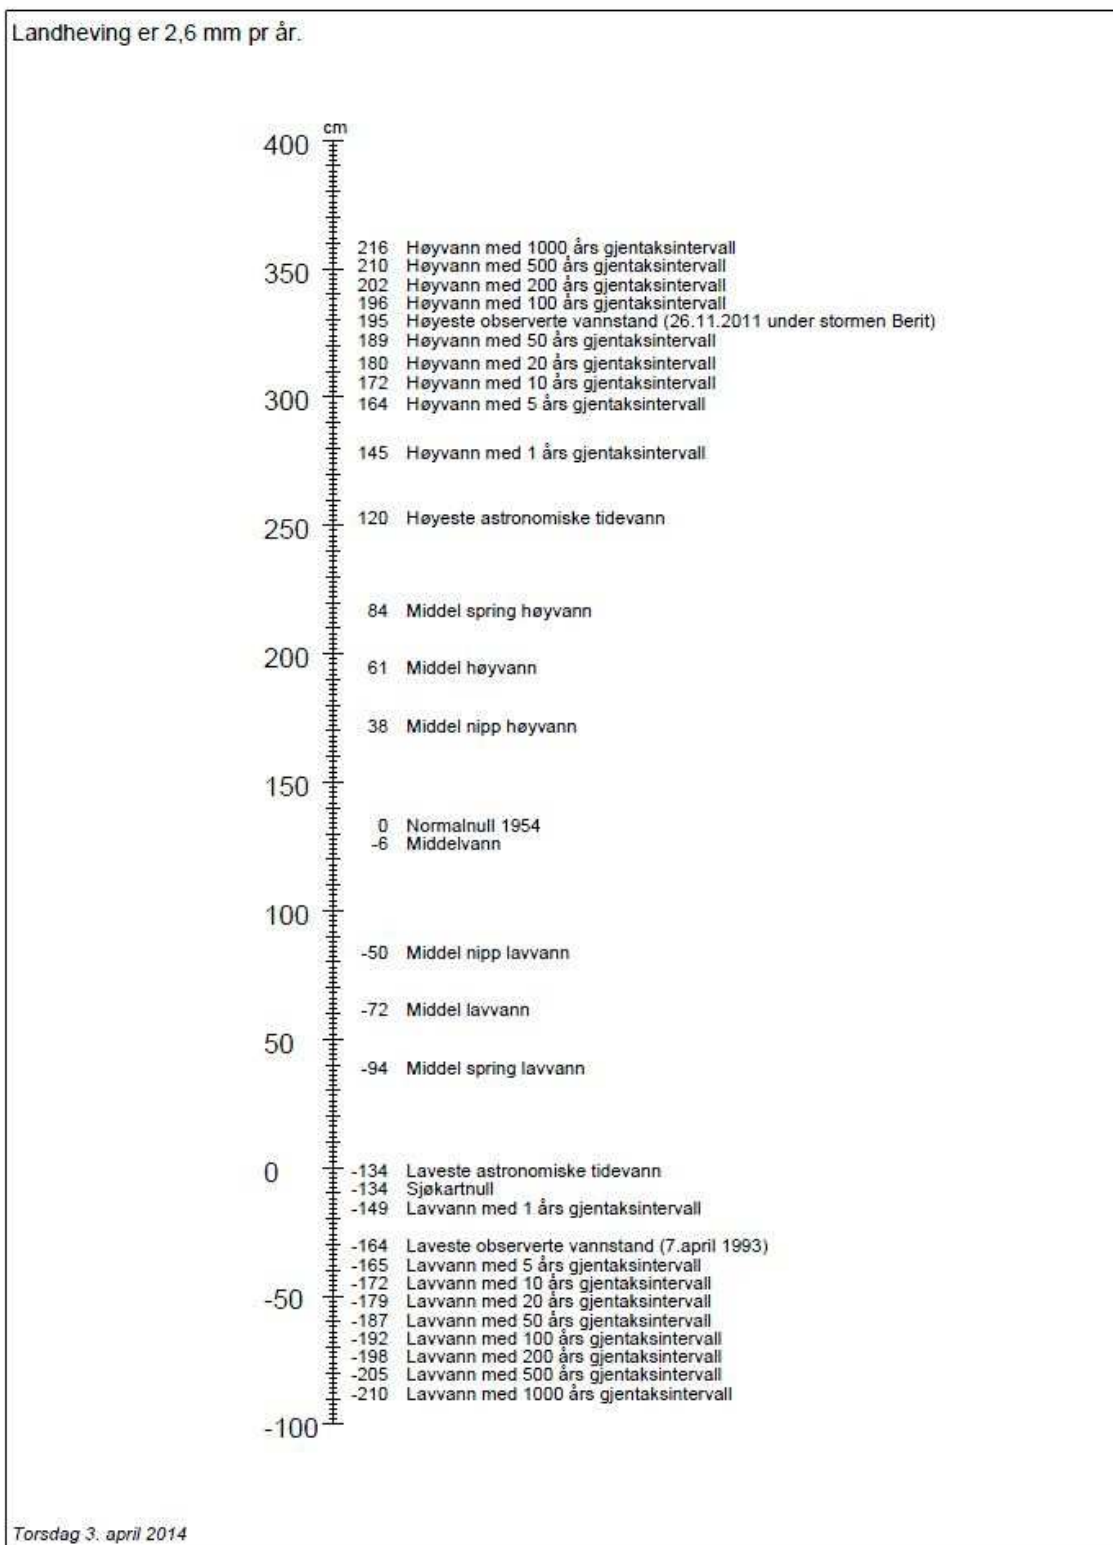 Landheving er 2,6 mm pr år.
cm
400
216 Høyvann med 1000 års gjentaksintervall
350 210 Høyvann med 500 års gjentaksintervall
202 Høyvann med 200 års gjentaksintervall
196 Høyvann med 100 års gjentaksintervall
195 Høyeste observerte vannstand (26.11.2011 under stormen Berit)
189 Høyvann med 50 års gjentaksintervall
180 Høyvann med 20 års gjentaksintervall
172 Høyvann med 10 års gjentaksintervall
300 164 Høyvann med 5 års gjentaksintervall
145 Høyvann med 1 års gjentaksintervall
120 Høyeste astronomiske tidevann
250
84 Middel spring høyvann
200
61 Middel høyvann
38 Middel nipp høyvann
150
0 Normalnull 1954
-6 Middelvann
100
-50 Middel nipp lavvann
-72 Middel lavvann
50
-94 Middel spring lavvann
0 -134 Laveste astronomiske tidevann
-134 Sjøkartnull
-149 Lavvann med 1 års gjentaksintervall
-164 Laveste observerte vannstand (7.april 1993)
-165 Lavvann med 5 års gjentaksintervall
-172 Lavvann med 10 års gjentaksintervall
-50 -179 Lavvann med 20 års gjentaksintervall
-187 Lavvann med 50 års gjentaksintervall
-192 Lavvann med 100 års gjentaksintervall
-198 Lavvann med 200 års gjentaksintervall
-205 Lavvann med 500 års gjentaksintervall
-210 Lavvann med 1000 års gjentaksintervall
-100
Torsdag 3. april 2014